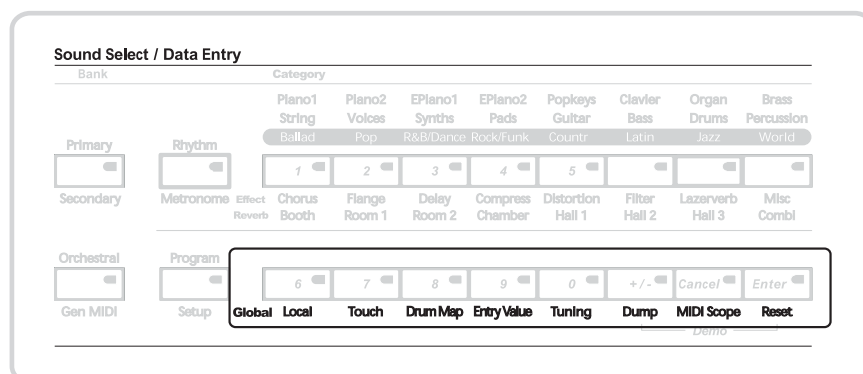 Sound Select / Data Entry
Bank Category
Piano1 Piano2 EPiano1 EPiano2 Popkeys Clavier Organ Brass
String Voices Synths Pads Guitar Bass Drums Percussion
Primary Rhythm Ballad Pop R&B/Dance Rock/Funk Countr Latin Jazz World
1 2 3 4 5
Secondary Metronome Effect Chorus Flange Delay Compress Distortion Filter Lazerverb Misc
Reverb Booth Room 1 Room 2 Chamber Hall 1 Hall 2 Hall 3 Combi
Orchestral Program
6 7 8 9 0 +/- Cancel Enter
Gen MIDI Setup Global Local Touch Drum Map Entry Value Tuning Dump MIDI Scope Reset
Demo